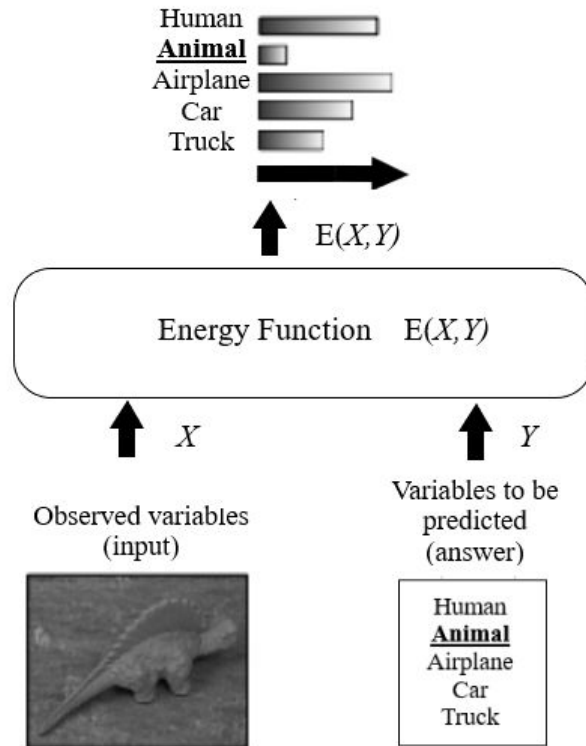 Human
Animal
Airplane
Car
Truck
E(X,Y)
Energy Function E(X,Y)
X
Y
Observed variables
(input)
Variables to be
predicted
(answer)
Human
Animal
Airplane
Car
Truck